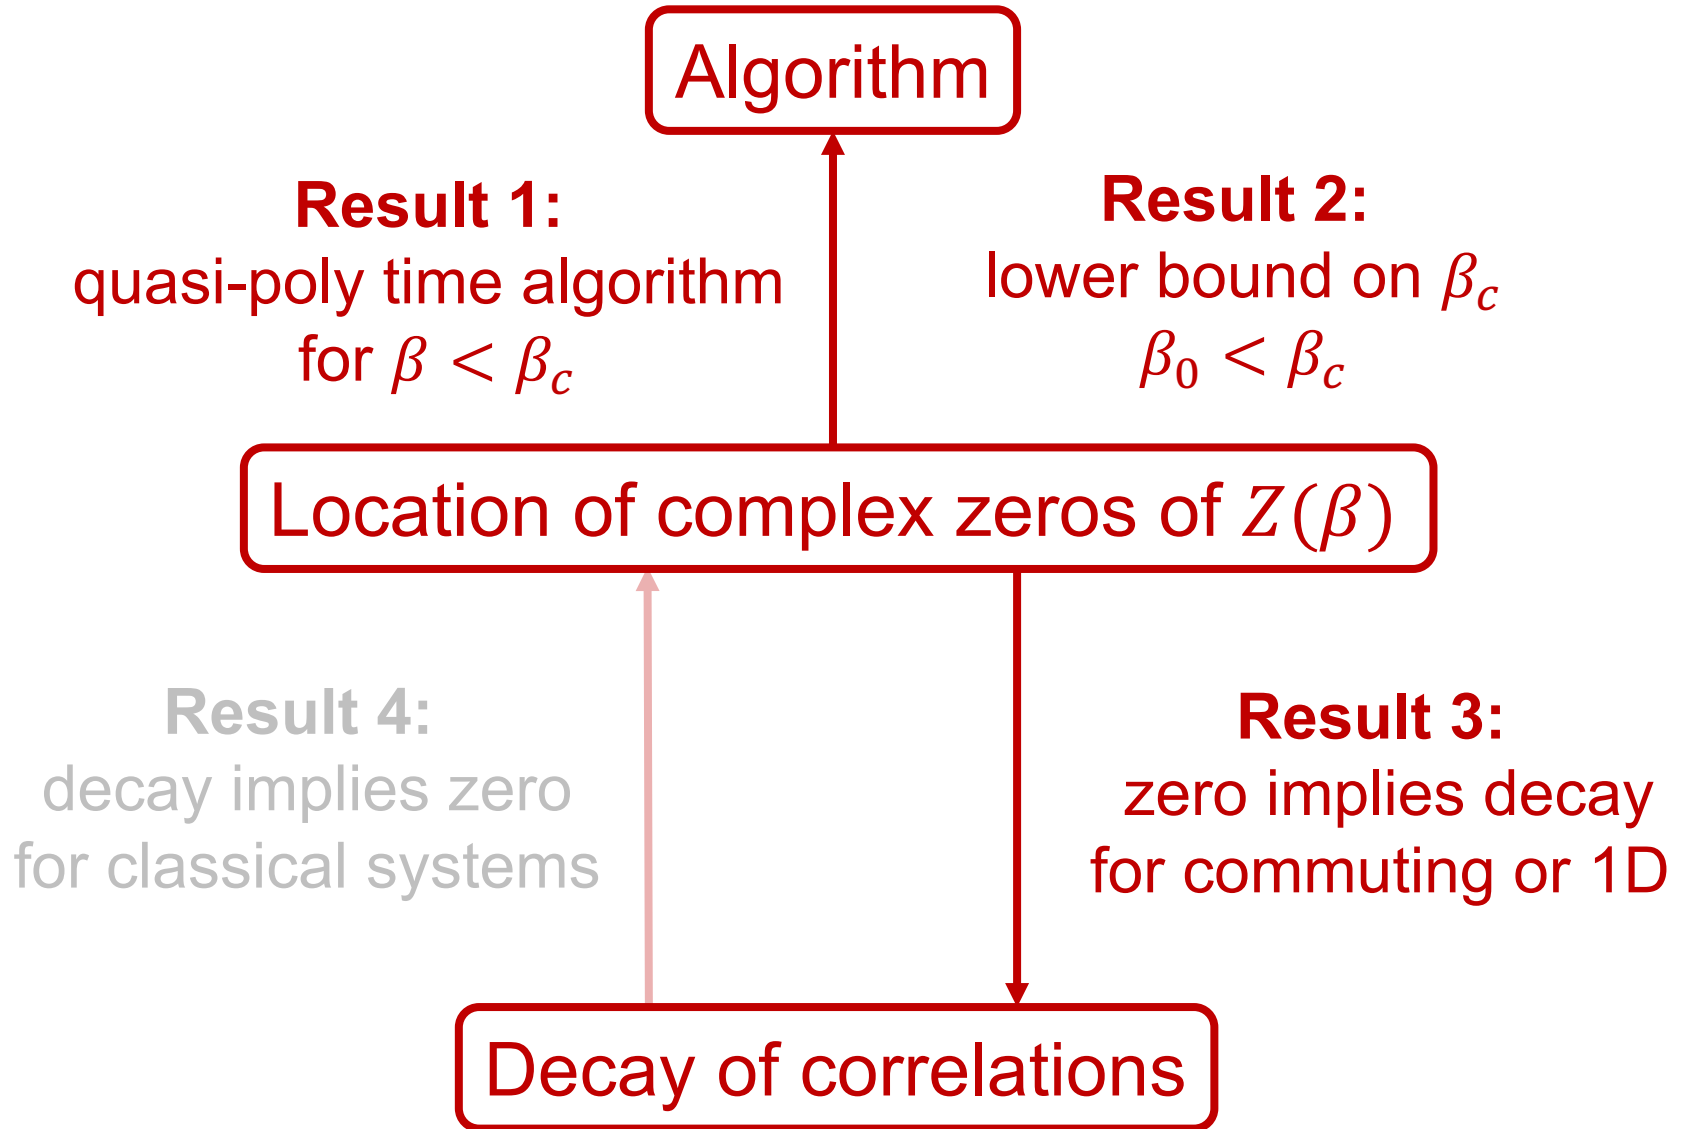 Algorithm
Result 1:
quasi-poly time algorithm
for β < β_c
Result 2:
lower bound on β_c
β_0 < β_c
Location of complex zeros of Z(β)
Result 4:
decay implies zero
for classical systems
Result 3:
zero implies decay
for commuting or 1D
Decay of correlations